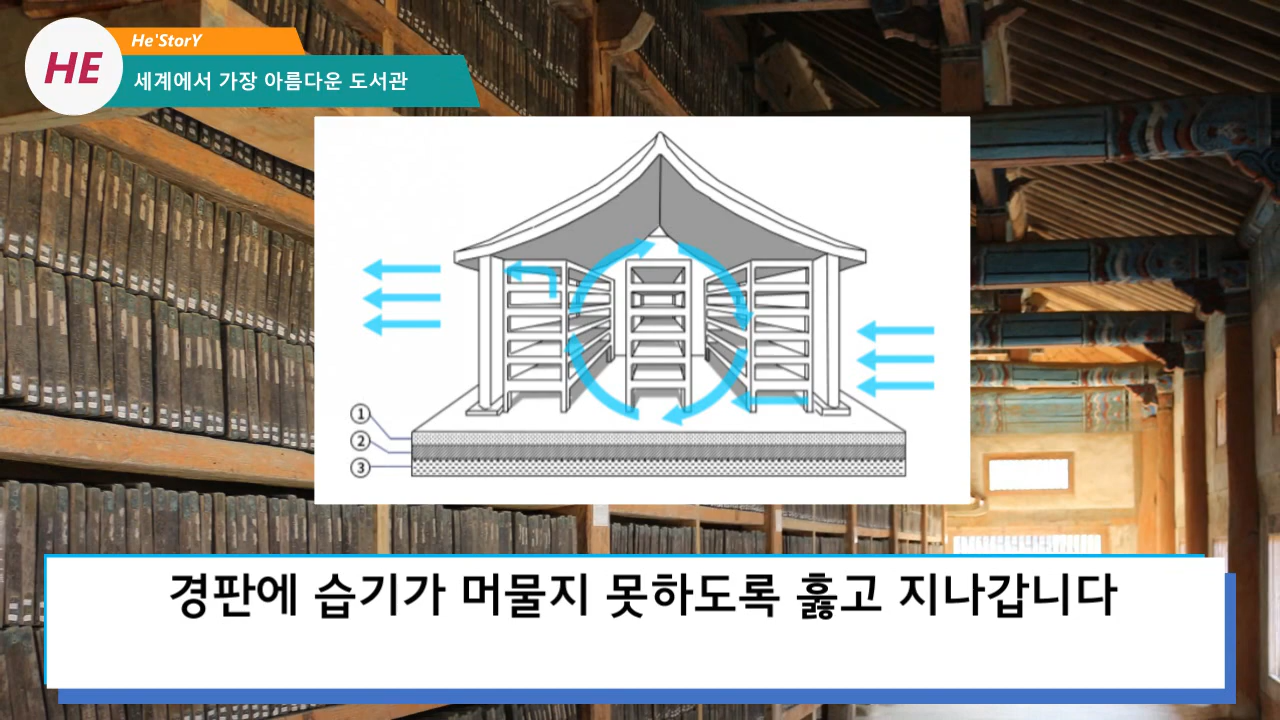 HE
He'StorY
세계에서 가장 아름다운 도서관
①
②
③
경판에 습기가 머물지 못하도록 훓고 지나갑니다